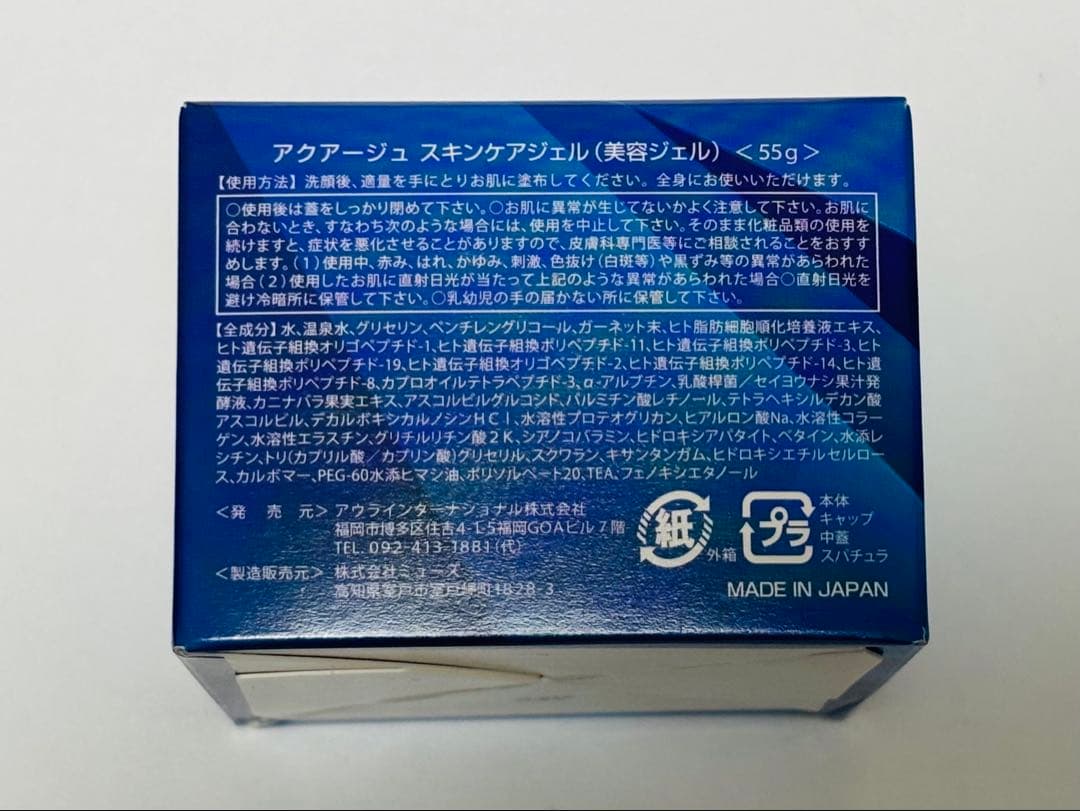 アクアージュ スキンケアジェル（美容ジェル）＜55g＞
【使用方法】洗顔後、適量を手にとりお肌に塗布してください。全身にお使いいただけます。
○使用後は蓋をしっかり閉めて下さい。○お肌に異常が生じてないかよく注意して下さい。お肌に
合わないとき、すなわち次のような場合には、使用を中止して下さい。そのまま化粧品類の使用を
続けますと、症状を悪化させることがありますので、皮膚科専門医等にご相談されることをおすす
めします。（1）使用中、赤み、はれ、かゆみ、刺激、色抜け（白斑等）や黒ずみ等の異常があらわれた
場合（2）使用したお肌に直射日光が当たって上記のような異常があらわれた場合○直射日光を
避け冷暗所に保管して下さい。○乳幼児の手の届かない所に保管して下さい。
【全成分】水、温泉水、グリセリン、ペンチレングリコール、ガーネット末、ヒト脂肪細胞順化培養液エキス、
ヒト遺伝子組換オリゴペプチド-1、ヒト遺伝子組換ポリペプチド-11、ヒト遺伝子組換ポリペプチド-3、ヒト
遺伝子組換ポリペプチド-19、ヒト遺伝子組換オリゴペプチド-2、ヒト遺伝子組換ポリペプチド-14、ヒト遺
伝子組換ポリペプチド-8、カプロオイルテトラペプチド-3、α-アルブチン、乳酸桿菌／セイヨウナシ果汁発
酵液、カニナバラ果実エキス、アスコルビルグルコシド、パルミチン酸レチノール、テトラヘキシルデカン酸
アスコルビル、デカルボキシカルノシンHCl、水溶性プロテオグリカン、ヒアルロン酸Na、水溶性コラー
ゲン、水溶性エラスチン、グリチルリチン酸２K、シアノコバラミン、ヒドロキシアパタイト、ベタイン、水添レ
シチン、トリ（カプリル酸／カプリン酸）グリセリル、スクワラン、キサンタンガム、ヒドロキシエチルセルロー
ス、カルボマー、PEG-60水添ヒマシ油、ポリソルベート20、TEA、フェノキシエタノール
＜発 売 元＞ アウラインターナショナル株式会社
福岡市博多区住吉4-1-5福岡GOAビル７階
TEL. 092-413-1881（代）
＜製造販売元＞ 株式会社ミューズ
高知県室戸市室戸岬町1828-3
紙
外箱
プラ
本体
キャップ
中蓋
スパチュラ
MADE IN JAPAN